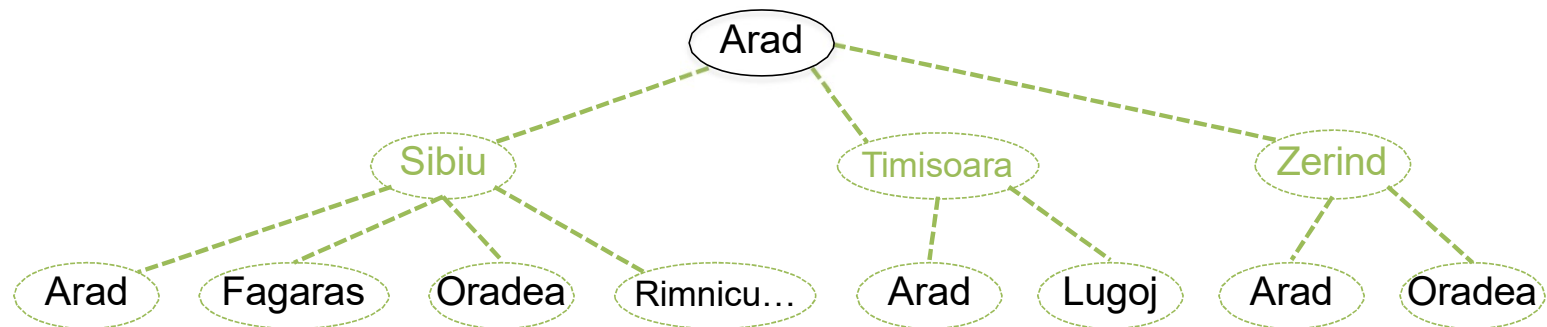 Arad
Sibiu
Timisoara
Zerind
Arad
Fagaras
Oradea
Rimnicu…
Arad
Lugoj
Arad
Oradea